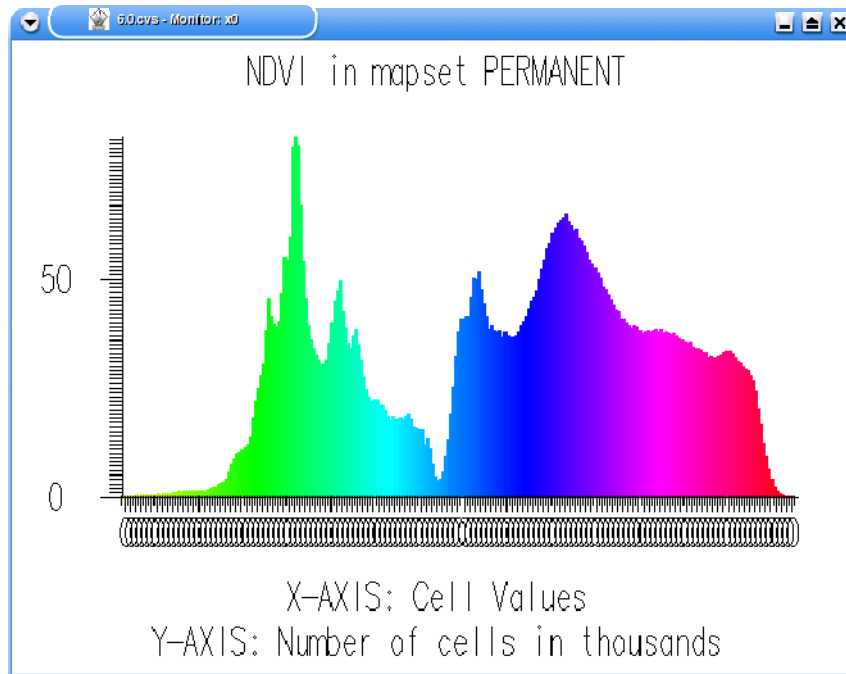 6.0.cvs - Monitor: x0
NDVI in mapset PERMANENT
50
0
X-AXIS: Cell Values
Y-AXIS: Number of cells in thousands